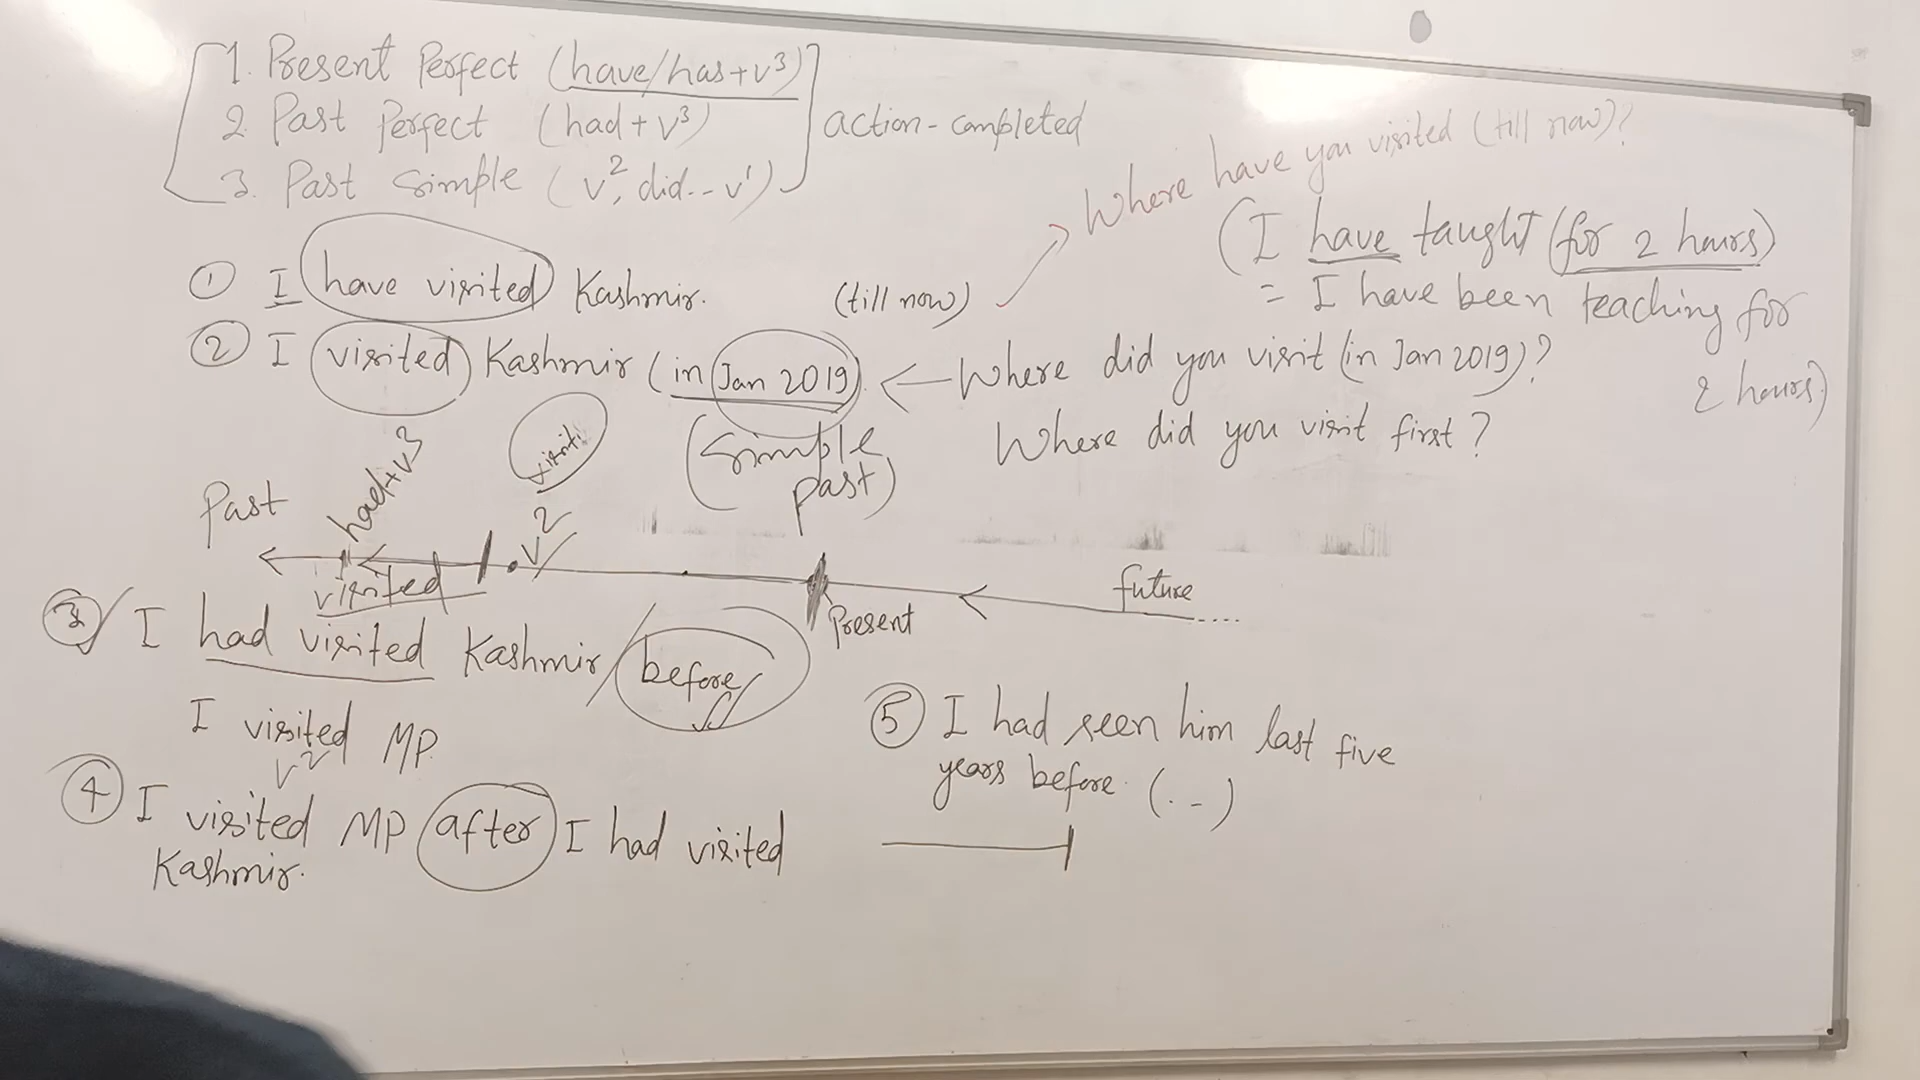 1. Present Perfect (have/has+v³)
2. Past Perfect (had+v³)
3. Past Simple (v², did.. v¹)
action-completed
Where have you visited (till now)?
(I have taught (for 2 hours)
= I have been teaching for
2 hours)
① I have visited Kashmir. (till now)
② I visited Kashmir (in Jan 2019) ← Where did you visit (in Jan 2019)?
(Simple past)
Where did you visit first?
Past
had+v³
v²
visited
Present
future ....
③ I had visited Kashmir / before
I visited MP.
v²
④ I visited MP after I had visited
Kashmir.
⑤ I had seen him last five
years before. (..)